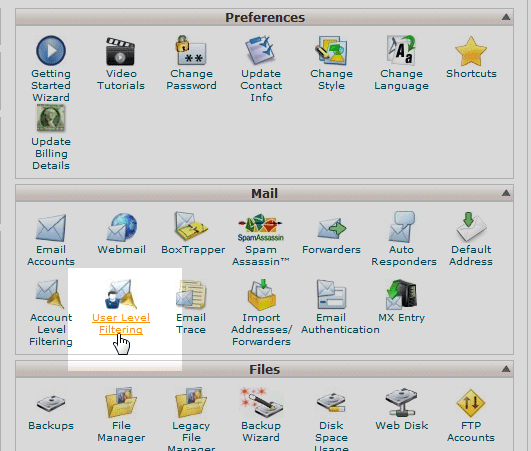 Preferences
Getting Started Wizard
Video Tutorials
Change Password
Update Contact Info
Change Style
Change Language
Shortcuts
Update Billing Details
Mail
Email Accounts
Webmail
BoxTrapper
SpamAssassin
Spam Assassin™
Forwarders
Auto Responders
Default Address
Account Level Filtering
User Level Filtering
Email Trace
Import Addresses/ Forwarders
Email Authentication
MX Entry
Files
Backups
File Manager
Legacy File Manager
Backup Wizard
Disk Space Usage
Web Disk
FTP Accounts